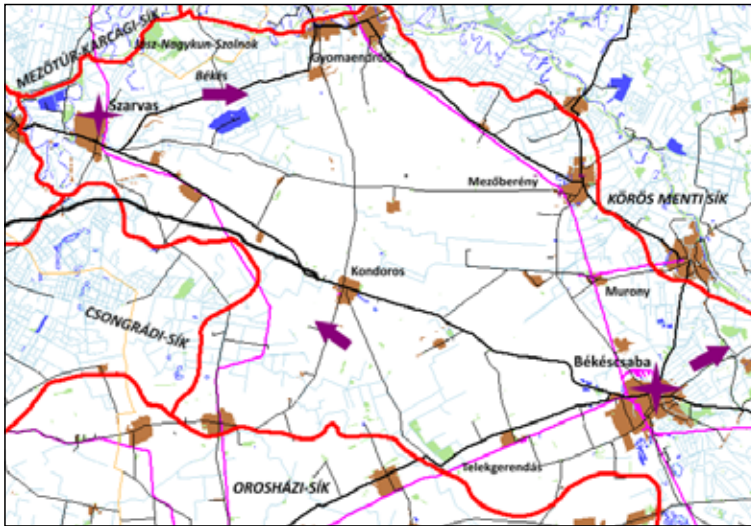 MEZŐTÚR-KARCAGI-SÍK
Jász-Nagykun-Szolnok
Gyomaendrőd
Békés
Szarvas
Mezőberény
KÖRÖS MENTI SÍK
Kondoros
Murony
CSONGRÁDI-SÍK
Békéscsaba
Telekgerendás
OROSHÁZI-SÍK